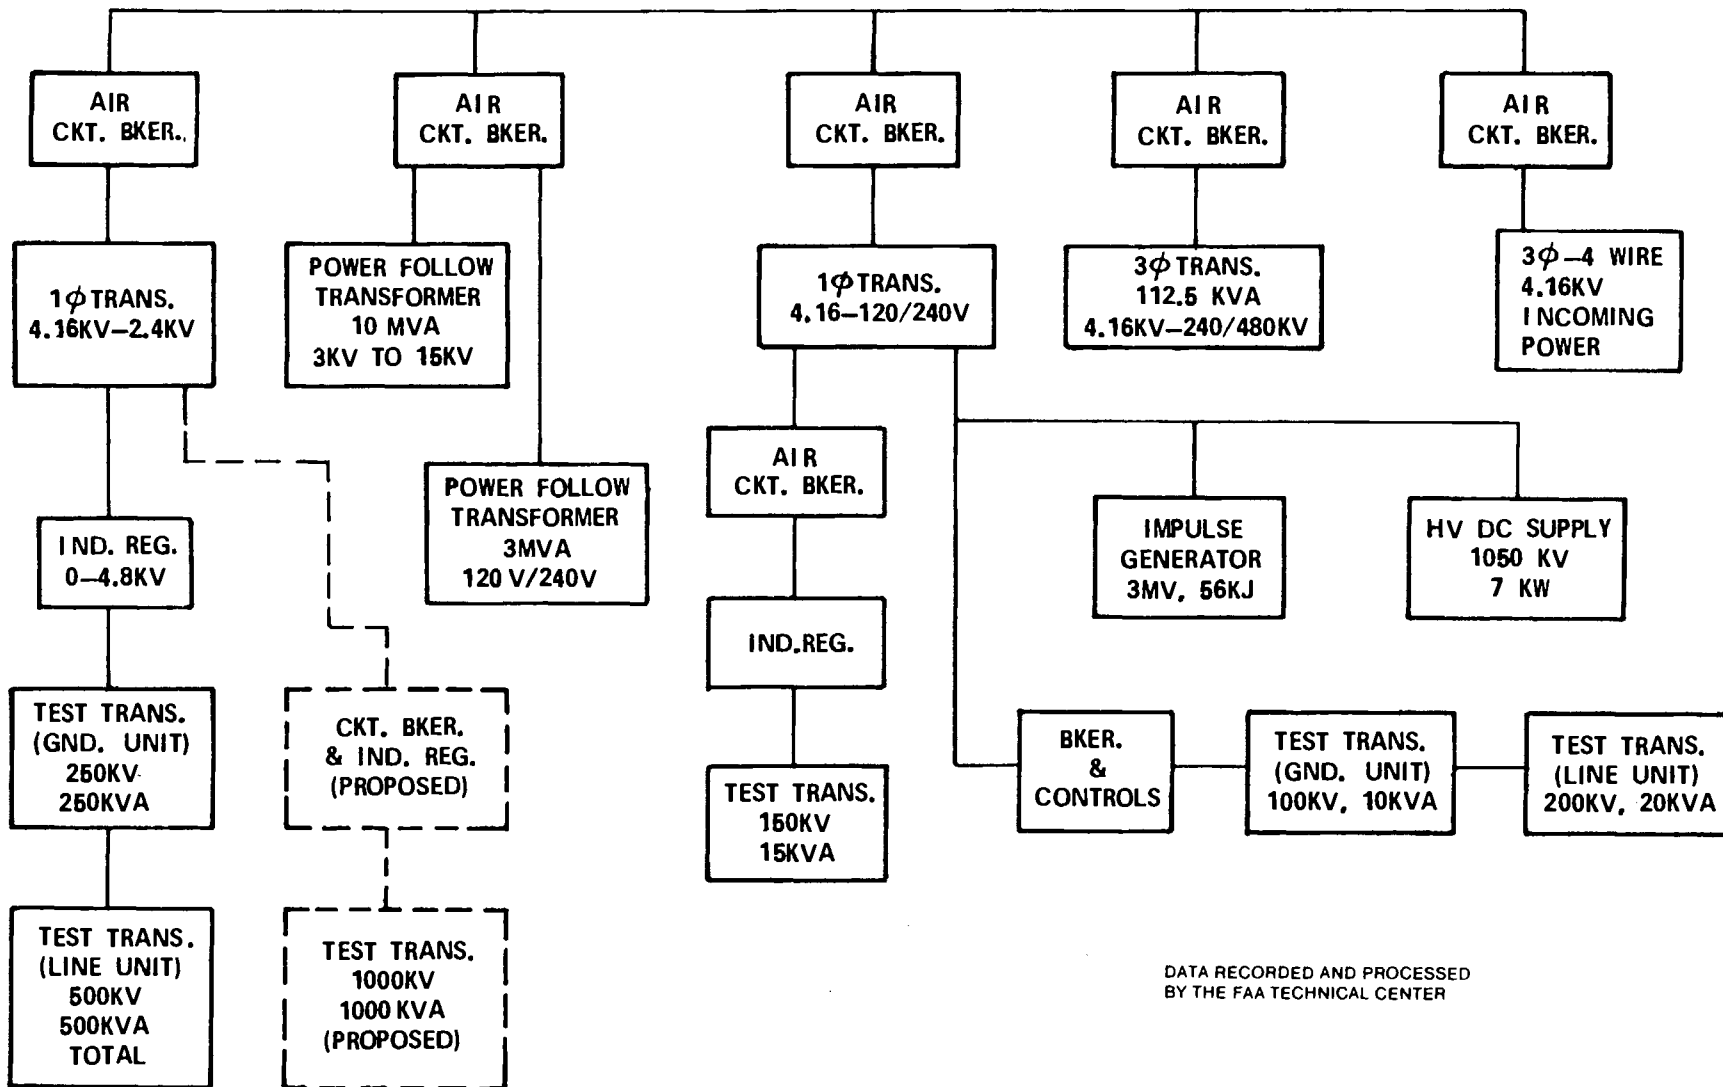 AIR
CKT. BKER.
AIR
CKT. BKER.
AIR
CKT. BKER.
AIR
CKT. BKER.
AIR
CKT. BKER.
1ϕ TRANS.
4.16KV–2.4KV
POWER FOLLOW
TRANSFORMER
10 MVA
3KV TO 15KV
1ϕ TRANS.
4.16–120/240V
3ϕ TRANS.
112.5 KVA
4.16KV–240/480KV
3ϕ–4 WIRE
4.16KV
INCOMING
POWER
IND. REG.
0–4.8KV
POWER FOLLOW
TRANSFORMER
3MVA
120 V/240V
AIR
CKT. BKER.
IMPULSE
GENERATOR
3MV, 56KJ
HV DC SUPPLY
1050 KV
7 KW
IND.REG.
TEST TRANS.
(GND. UNIT)
250KV
250KVA
CKT. BKER.
& IND. REG.
(PROPOSED)
TEST TRANS.
150KV
15KVA
BKER.
&
CONTROLS
TEST TRANS.
(GND. UNIT)
100KV, 10KVA
TEST TRANS.
(LINE UNIT)
200KV, 20KVA
TEST TRANS.
(LINE UNIT)
500KV
500KVA
TOTAL
TEST TRANS.
1000KV
1000 KVA
(PROPOSED)
DATA RECORDED AND PROCESSED
BY THE FAA TECHNICAL CENTER